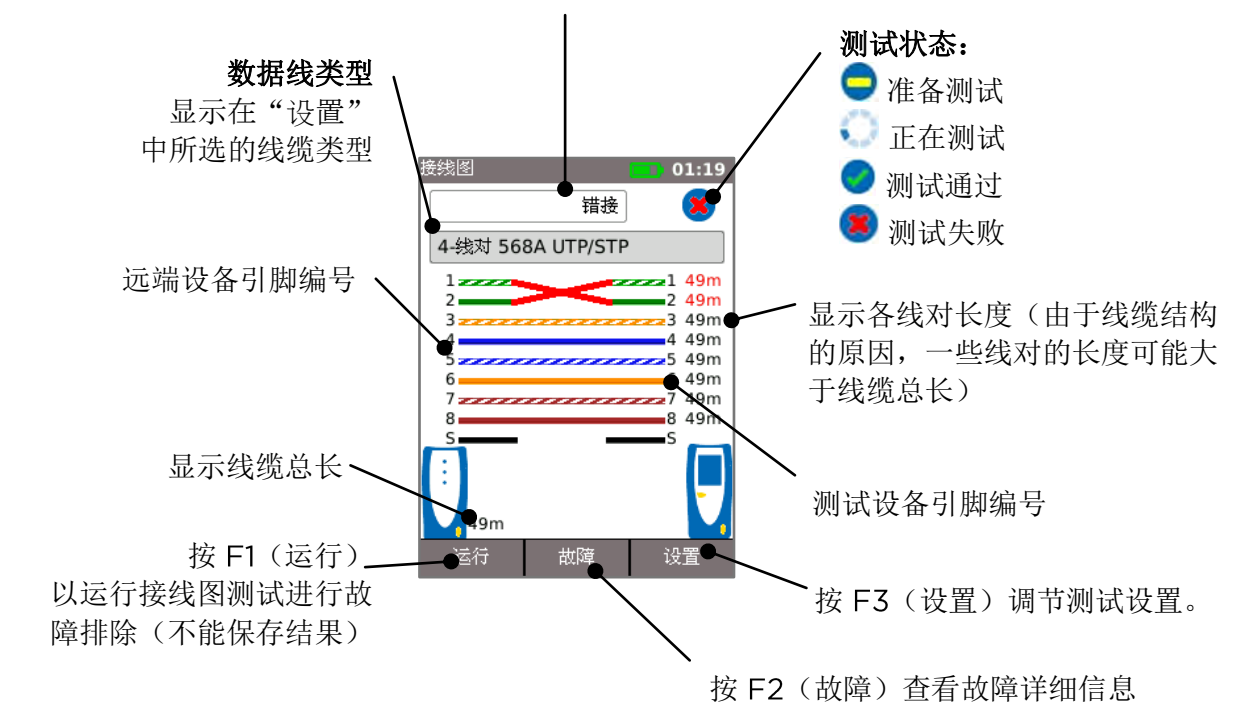 测试状态：
准备测试
正在测试
测试通过
测试失败
数据线类型
显示在“设置”
中所选的线缆类型
接线图 01:19
错接
4-线对 568A UTP/STP
远端设备引脚编号
1 1 49m
2 2 49m
3 3 49m
4 4 49m
5 5 49m
6 6 49m
7 7 49m
8 8 49m
S S
显示各线对长度（由于线缆结构
的原因，一些线对的长度可能大
于线缆总长）
显示线缆总长
49m
测试设备引脚编号
运行 故障 设置
按 F1（运行）
以运行接线图测试进行故
障排除（不能保存结果）
按 F3（设置）调节测试设置。
按 F2（故障）查看故障详细信息